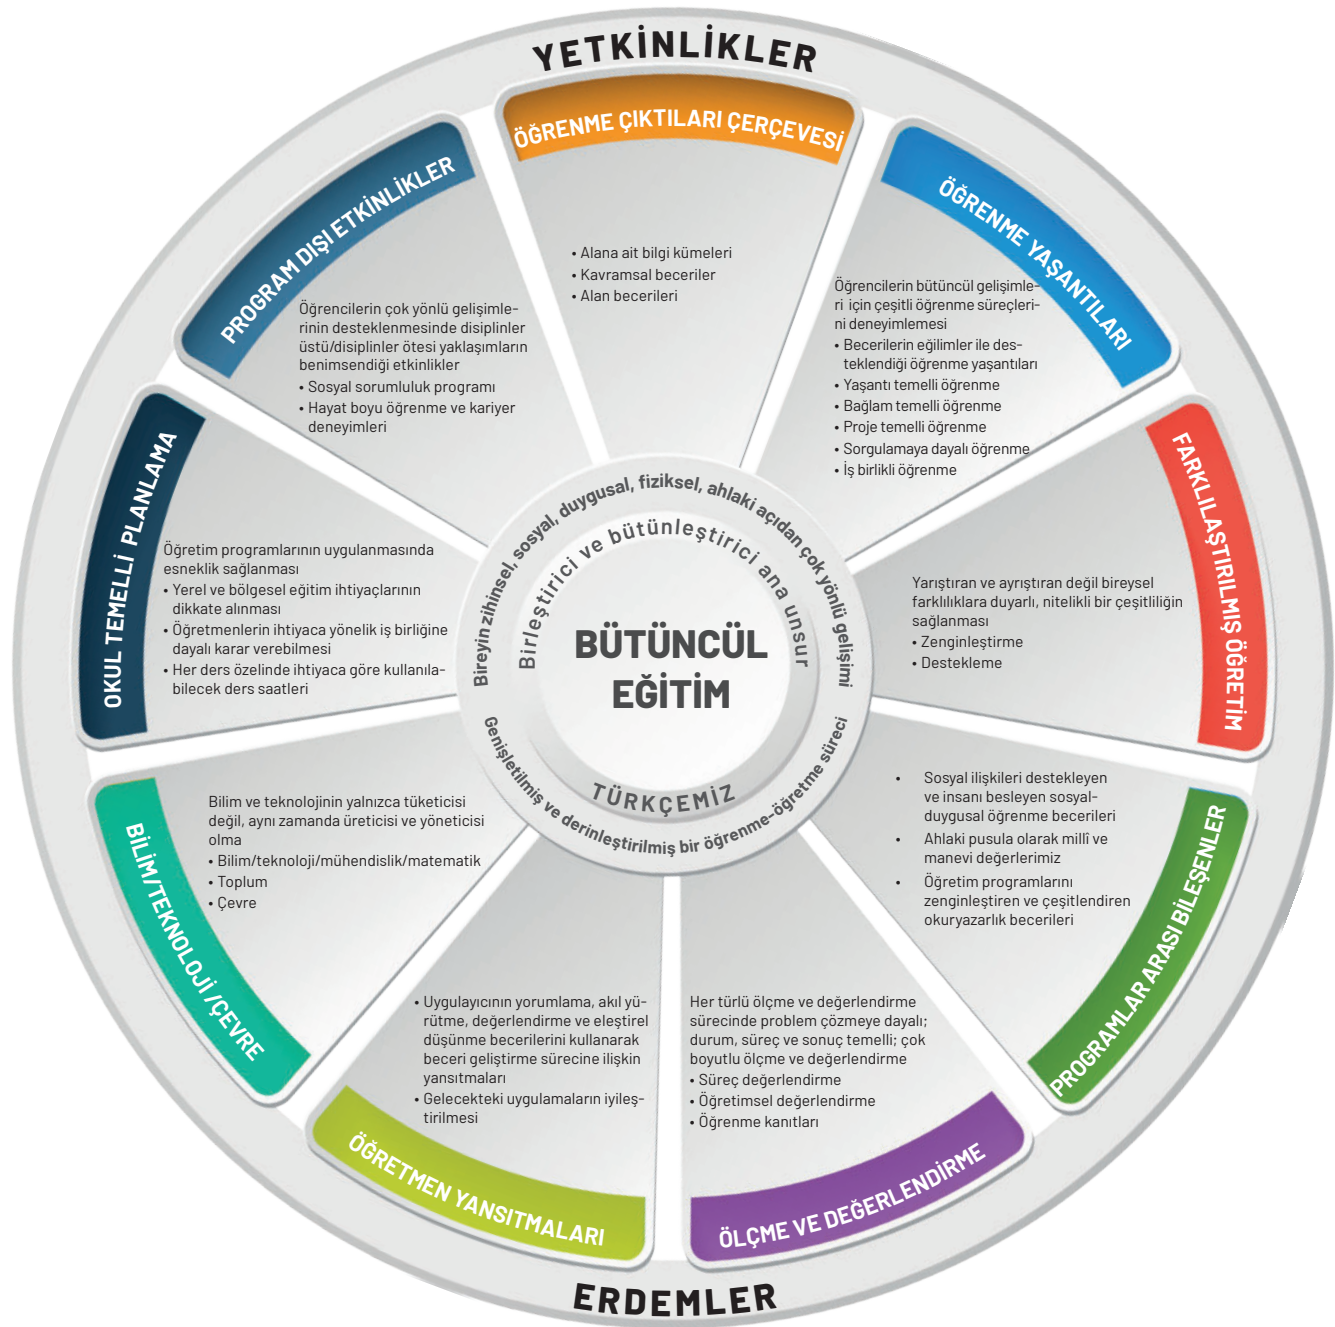 YETKİNLİKLER
ÖĞRENME ÇIKTILARI ÇERÇEVESİ
• Alana ait bilgi kümeleri
• Kavramsal beceriler
• Alan becerileri
ÖĞRENME YAŞANTILARI
Öğrencilerin bütüncül gelişimle-
ri için çeşitli öğrenme süreçleri-
ni deneyimlemesi
• Becerilerin eğilimler ile des-
teklendiği öğrenme yaşantıları
• Yaşantı temelli öğrenme
• Bağlam temelli öğrenme
• Proje temelli öğrenme
• Sorgulamaya dayalı öğrenme
• İş birlikli öğrenme
FARKLILAŞTIRILMIŞ ÖĞRETİM
Yarıştıran ve ayrıştıran değil bireysel
farklılıklara duyarlı, nitelikli bir çeşitliliğin
sağlanması
• Zenginleştirme
• Destekleme
PROGRAMLAR ARASI BİLEŞENLER
• Sosyal ilişkileri destekleyen
ve insanı besleyen sosyal-
duygusal öğrenme becerileri
• Ahlaki pusula olarak millî ve
manevi değerlerimiz
• Öğretim programlarını
zenginleştiren ve çeşitlendiren
okuryazarlık becerileri
ÖLÇME VE DEĞERLENDİRME
Her türlü ölçme ve değerlendirme
sürecinde problem çözmeye dayalı;
durum, süreç ve sonuç temelli; çok
boyutlu ölçme ve değerlendirme
• Süreç değerlendirme
• Öğretimsel değerlendirme
• Öğrenme kanıtları
ÖĞRETMEN YANSITMALARI
• Uygulayıcının yorumlama, akıl yü-
rütme, değerlendirme ve eleştirel
düşünme becerilerini kullanarak
beceri geliştirme sürecine ilişkin
yansıtmaları
• Gelecekteki uygulamaların iyileş-
tirilmesi
BİLİM/TEKNOLOJİ /ÇEVRE
Bilim ve teknolojinin yalnızca tüketicisi
değil, aynı zamanda üreticisi ve yöneticisi
olma
• Bilim/teknoloji/mühendislik/matematik
• Toplum
• Çevre
OKUL TEMELLİ PLANLAMA
Öğretim programlarının uygulanmasında
esneklik sağlanması
• Yerel ve bölgesel eğitim ihtiyaçlarının
dikkate alınması
• Öğretmenlerin ihtiyaca yönelik iş birliğine
dayalı karar verebilmesi
• Her ders özelinde ihtiyaca göre kullanıla-
bilecek ders saatleri
PROGRAM DIŞI ETKİNLİKLER
Öğrencilerin çok yönlü gelişimle-
rinin desteklenmesinde disiplinler
üstü/disiplinler ötesi yaklaşımların
benimsendiği etkinlikler
• Sosyal sorumluluk programı
• Hayat boyu öğrenme ve kariyer
deneyimleri
Bireyin zihinsel, sosyal, duygusal, fiziksel, ahlaki açıdan çok yönlü gelişimi
Birleştirici ve bütünleştirici ana unsur
BÜTÜNCÜL
EĞİTİM
TÜRKÇEMİZ
Genişletilmiş ve derinleştirilmiş bir öğrenme-öğretme süreci
ERDEMLER